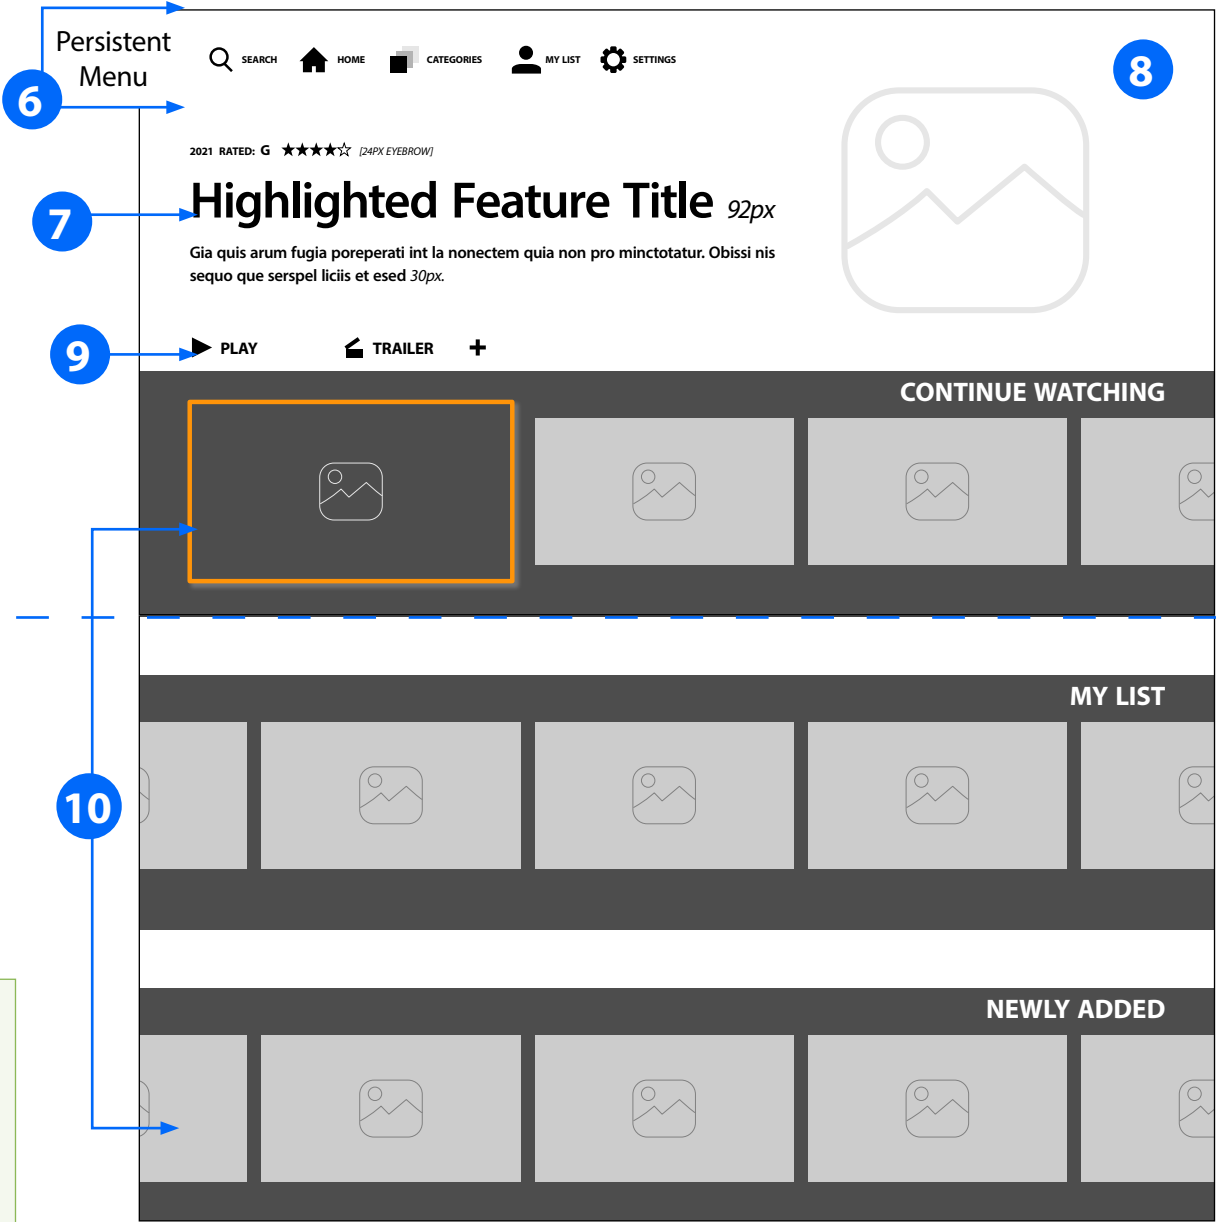 Persistent
Menu
6
SEARCH HOME CATEGORIES MY LIST SETTINGS
8
2021 RATED: G ★★★★☆ [24PX EYEBROW]
7
Highlighted Feature Title 92px
Gia quis arum fugia poreperati int la nonectem quia non pro minctotatur. Obissi nis
sequo que serspel liciis et esed 30px.
9
PLAY TRAILER +
CONTINUE WATCHING
MY LIST
10
NEWLY ADDED